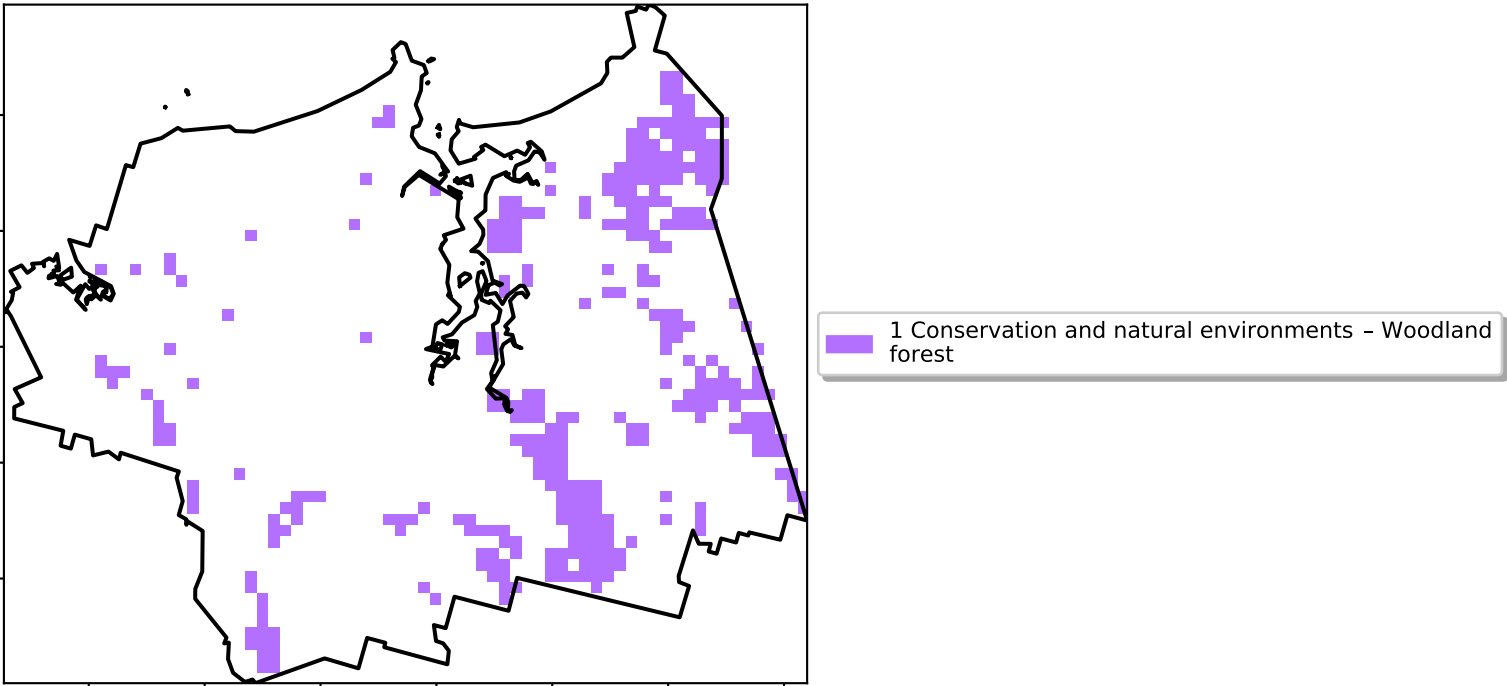 1 Conservation and natural environments – Woodland
forest